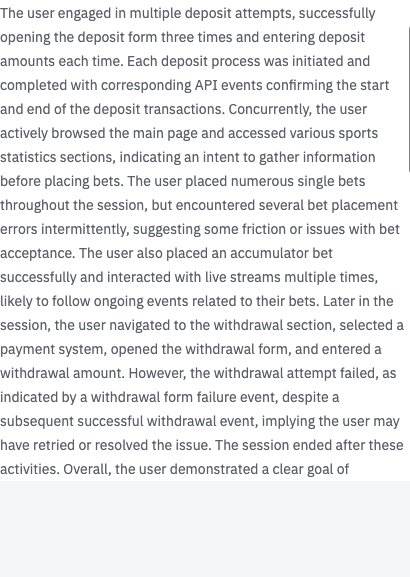 The user engaged in multiple deposit attempts, successfully
opening the deposit form three times and entering deposit
amounts each time. Each deposit process was initiated and
completed with corresponding API events confirming the start
and end of the deposit transactions. Concurrently, the user
actively browsed the main page and accessed various sports
statistics sections, indicating an intent to gather information
before placing bets. The user placed numerous single bets
throughout the session, but encountered several bet placement
errors intermittently, suggesting some friction or issues with bet
acceptance. The user also placed an accumulator bet
successfully and interacted with live streams multiple times,
likely to follow ongoing events related to their bets. Later in the
session, the user navigated to the withdrawal section, selected a
payment system, opened the withdrawal form, and entered a
withdrawal amount. However, the withdrawal attempt failed, as
indicated by a withdrawal form failure event, despite a
subsequent successful withdrawal event, implying the user may
have retried or resolved the issue. The session ended after these
activities. Overall, the user demonstrated a clear goal of